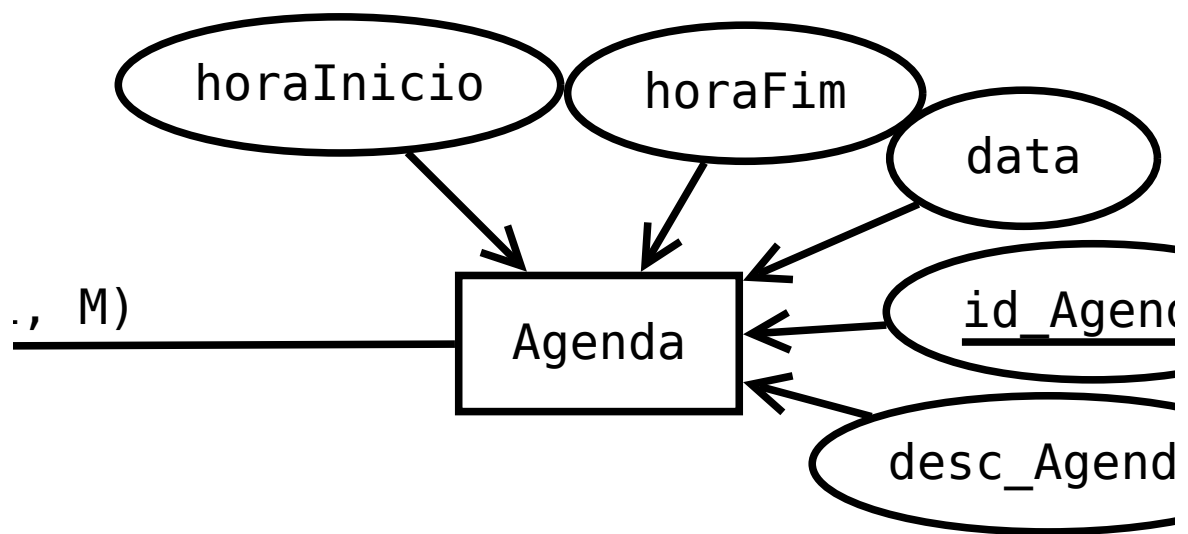 horaInicio
horaFim
data
, M)
id_Agend
Agenda
desc_Agend